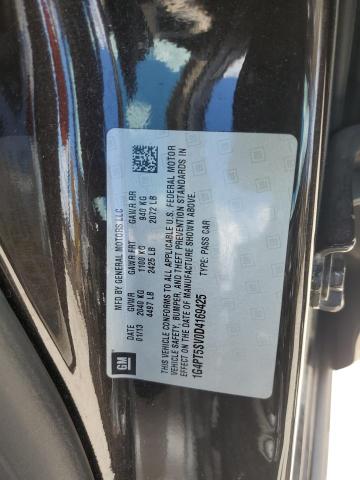 GM
MFD BY GENERAL MOTORS LLC
DATE GVWR GAWR FRT GAWR RR
01/13 2040 KG 1100 KG 940 KG
4497 LB 2425 LB 2072 LB
THIS VEHICLE CONFORMS TO ALL APPLICABLE U.S. FEDERAL MOTOR
VEHICLE SAFETY, BUMPER, AND THEFT PREVENTION STANDARDS IN
EFFECT ON THE DATE OF MANUFACTURE SHOWN ABOVE.
TYPE: PASS CAR
1G4PT5SV0D4169425